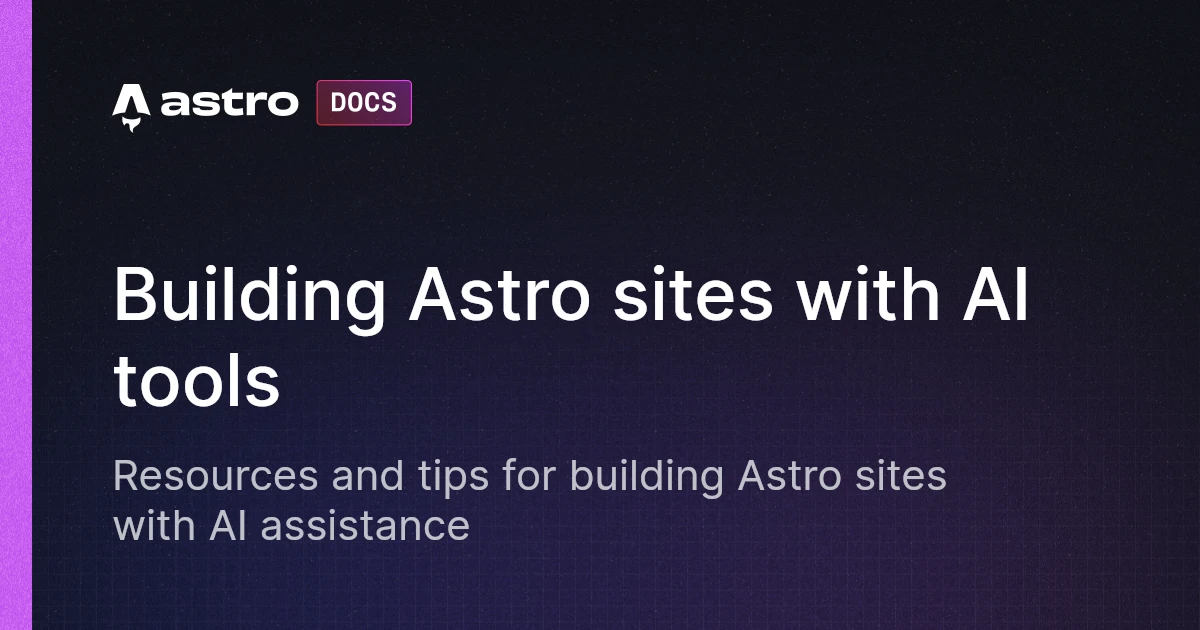 astro DOCS
Building Astro sites with AI
tools
Resources and tips for building Astro sites
with AI assistance